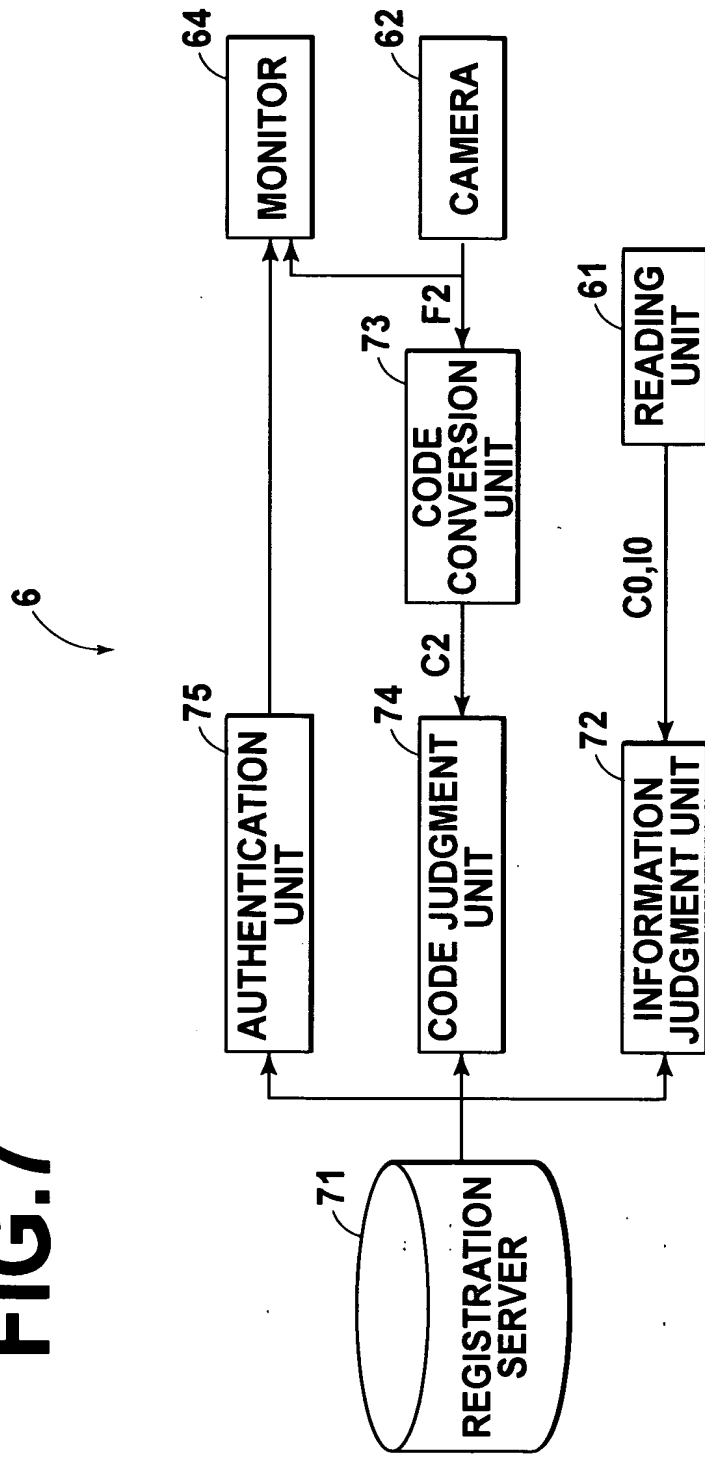 FIG.7
6
64
MONITOR
62
CAMERA
F2
73
CODE
CONVERSION
UNIT
61
READING
UNIT
C0,I0
C2
75
AUTHENTICATION
UNIT
74
CODE JUDGMENT
UNIT
72
INFORMATION
JUDGMENT UNIT
71
REGISTRATION
SERVER